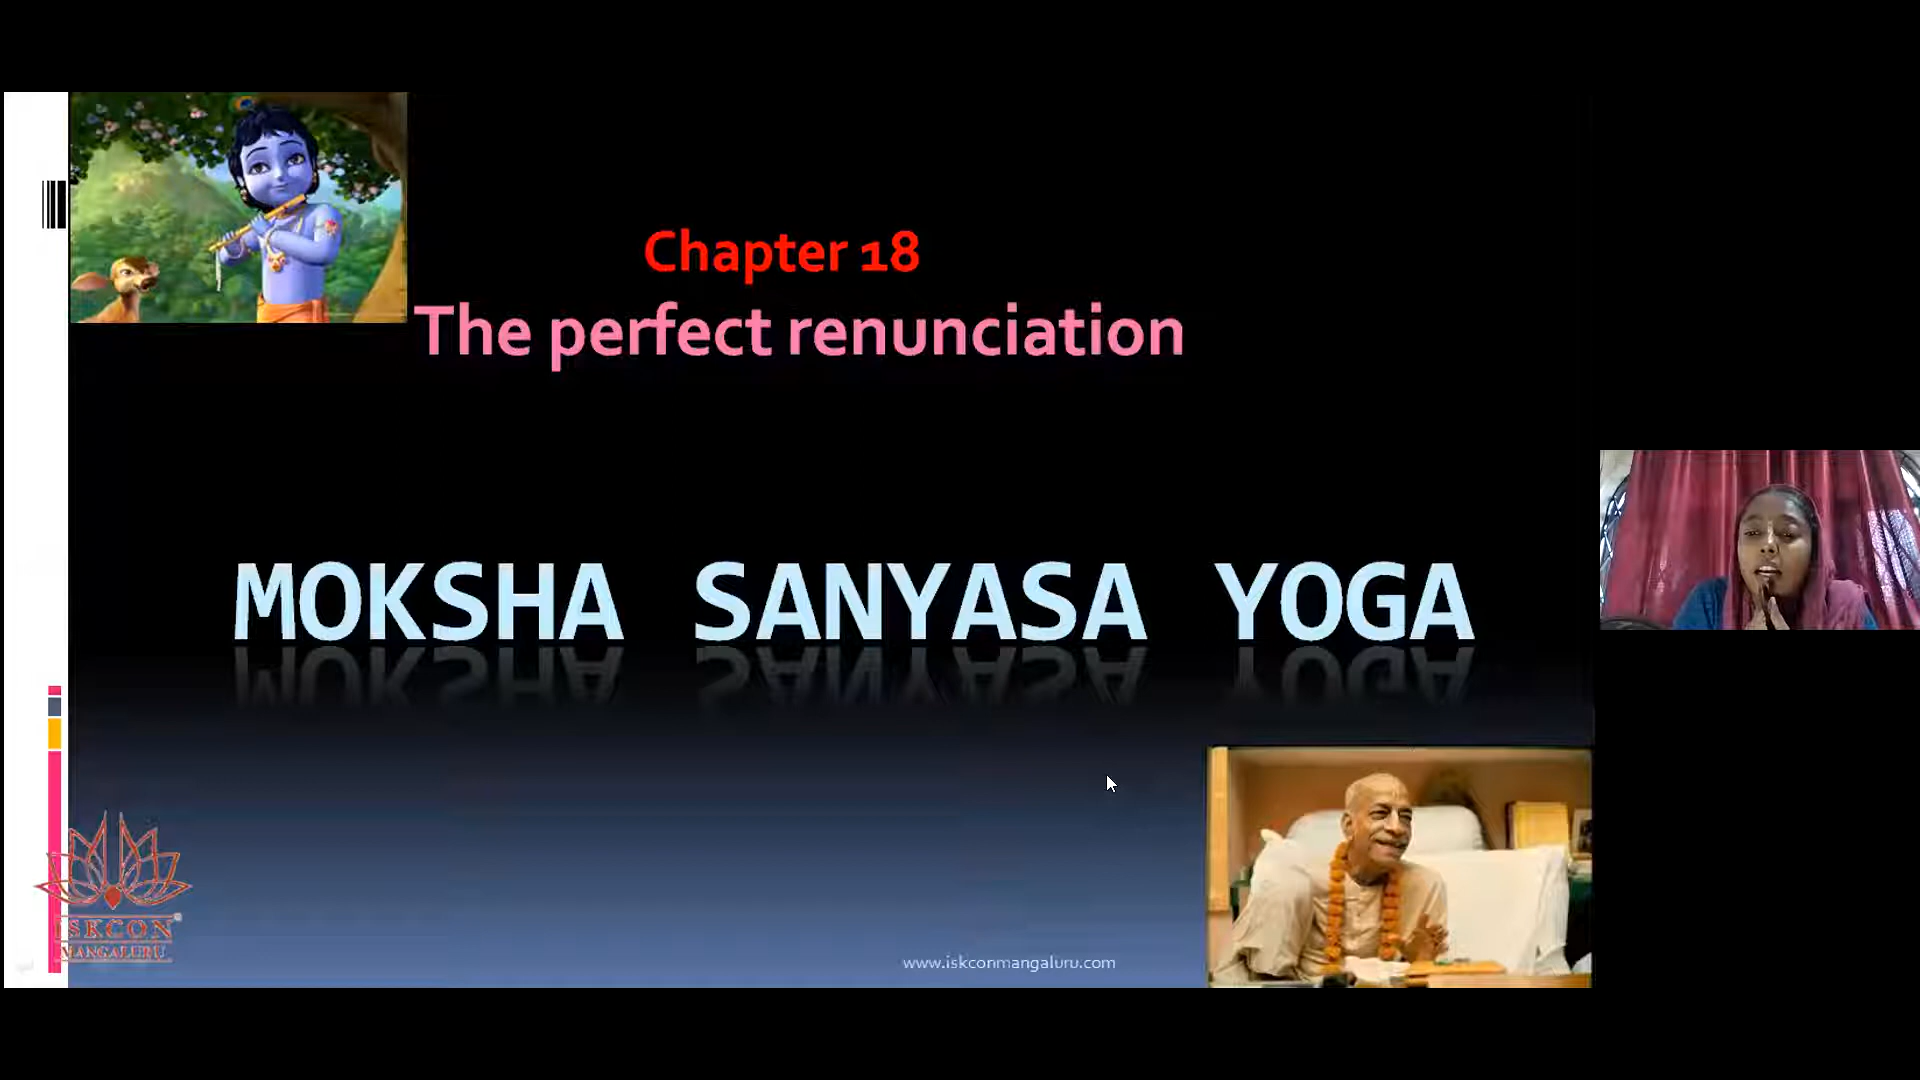 Chapter 18
The perfect renunciation
MOKSHA SANYASA YOGA
ISKCON
MANGALURU
www.iskconmangaluru.com